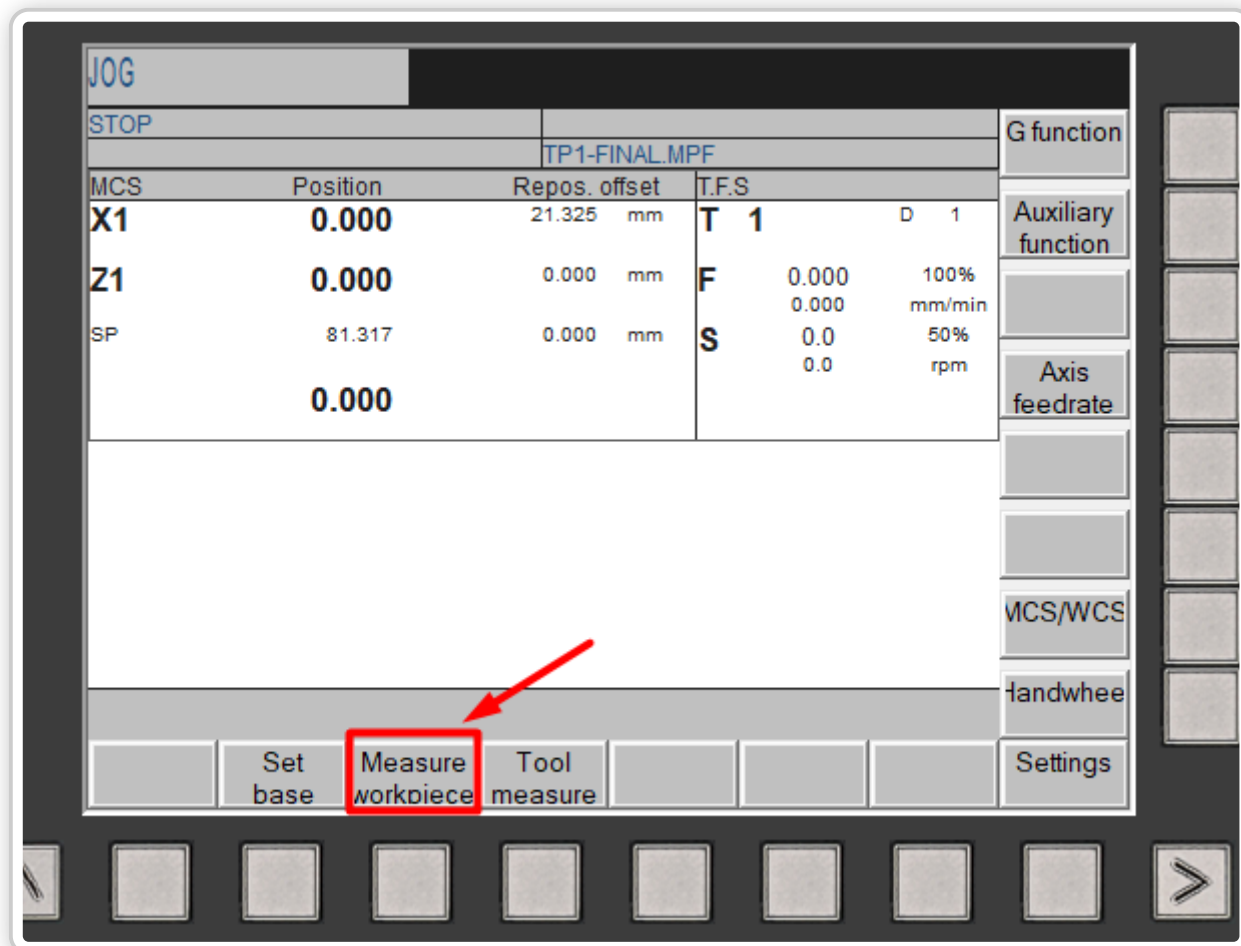 JOG
STOP
TP1-FINAL.MPF
G function
MCS Position Repos. offset T.F.S
X1 0.000 21.325 mm T 1 D 1
Auxiliary
function
Z1 0.000 0.000 mm F 0.000 100%
0.000 mm/min
SP 81.317 0.000 mm S 0.0 50%
0.0 rpm
Axis
feedrate
0.000
MCS/WCS
Handwhee
Set
base
Measure
workpiece
Tool
measure
Settings
>